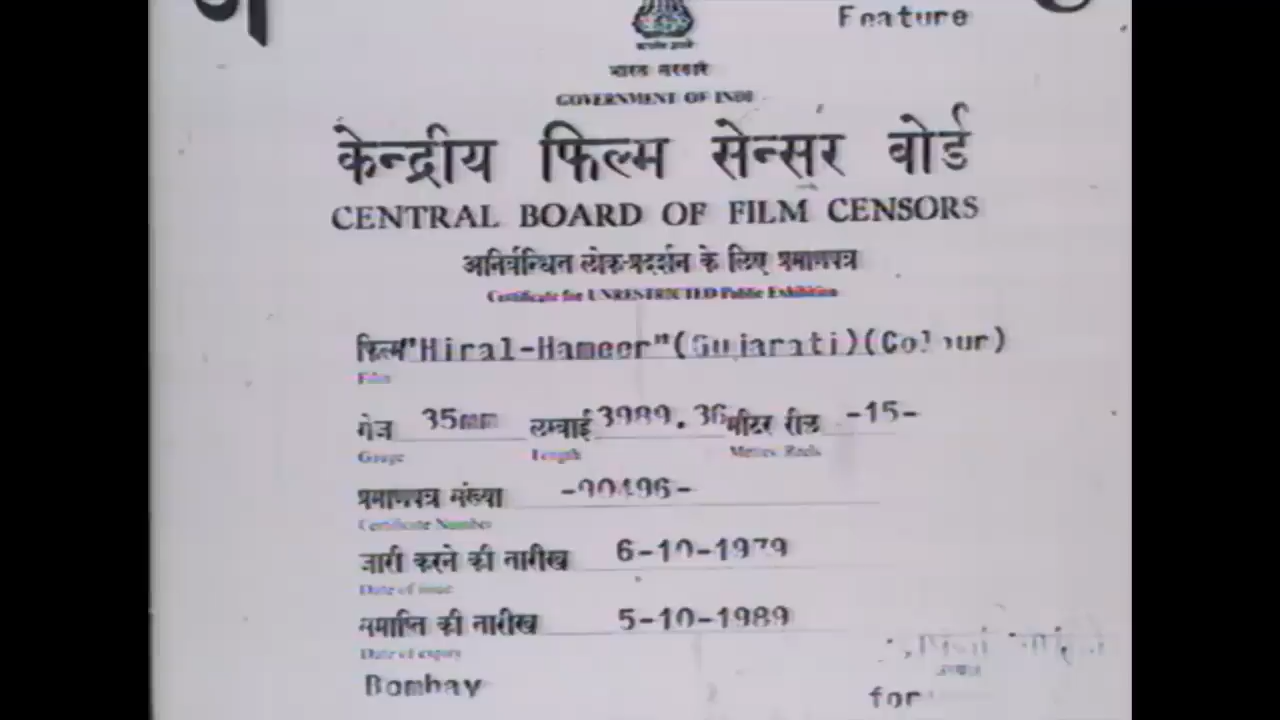 Feature
भारत सरकार
GOVERNMENT OF INDIA
केन्द्रीय फिल्म सेन्सर बोर्ड
CENTRAL BOARD OF FILM CENSORS
अनिर्बन्धित लोक-प्रदर्शन के लिए प्रमाणपत्र
Certificate for UNRESTRICTED Public Exhibition
फिल्म "Hiral-Hameer" (Gujarati) (Colour)
Film
गेज 35mm लम्बाई 3989.36 मीटर रीलें -15-
Gauge Length Metres Reels
प्रमाणपत्र संख्या -90496-
Certificate Number
जारी करने की तारीख 6-10-1979
Date of issue
समाप्ति की तारीख 5-10-1989
Date of expiry
Bombay
for